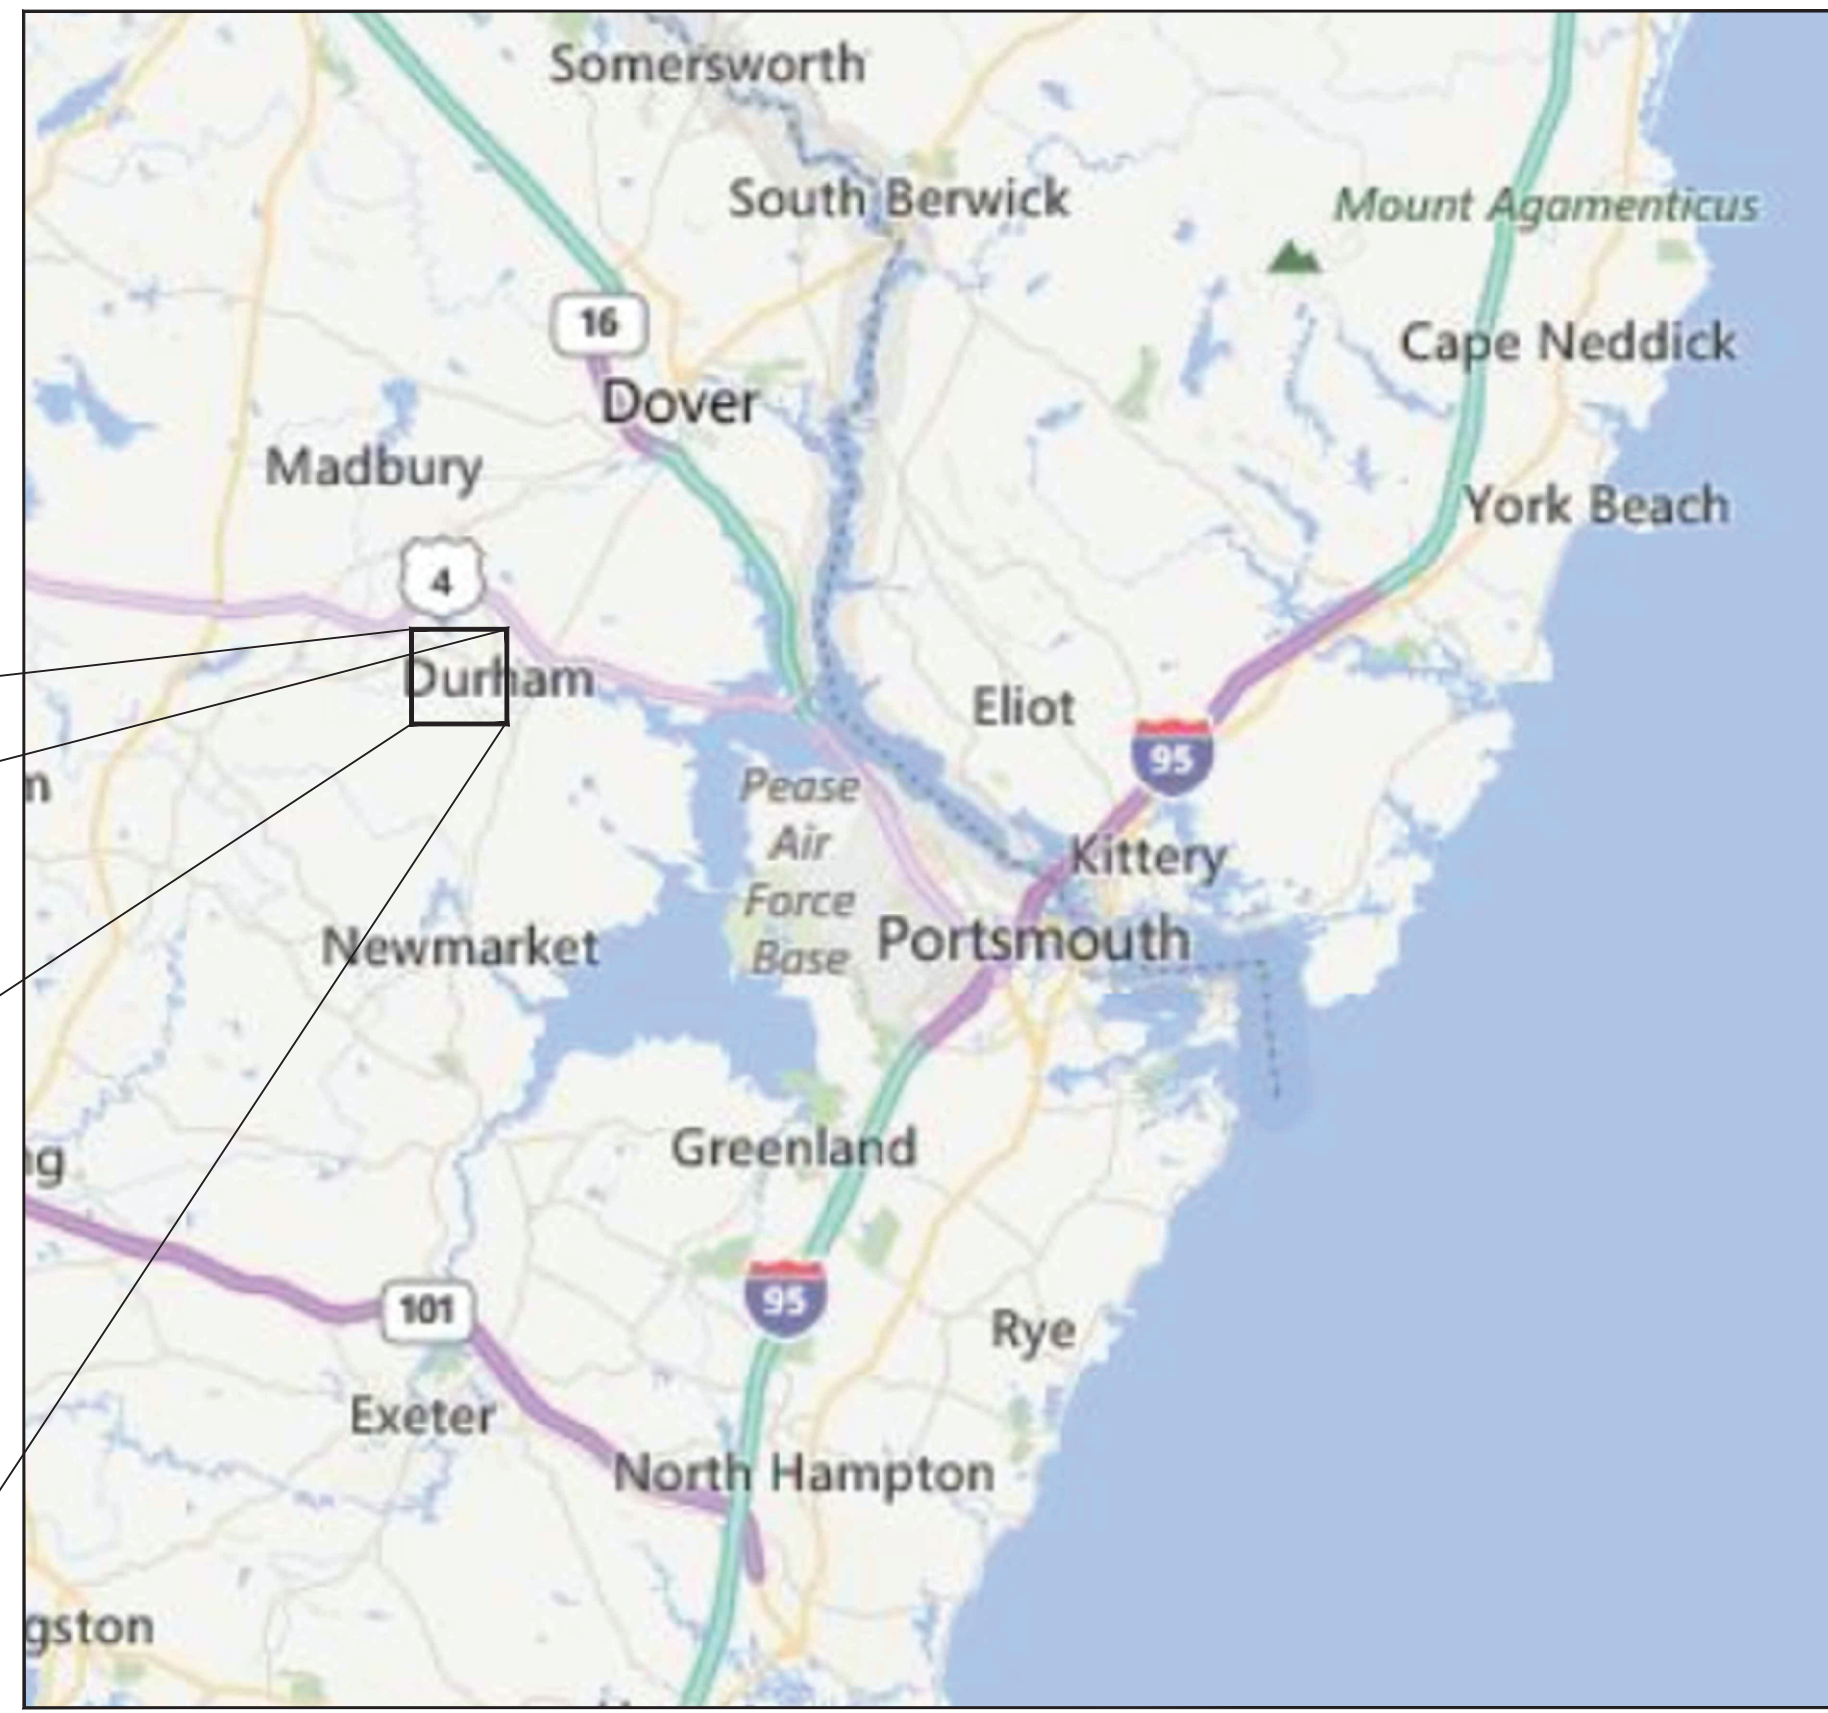 Somersworth
South Berwick
Mount Agamenticus
16
Cape Neddick
Dover
Madbury
York Beach
4
Durham
Eliot
95
Pease
Air
Force
Base
Kittery
Portsmouth
Newmarket
Greenland
95
101
Rye
Exeter
North Hampton
gston